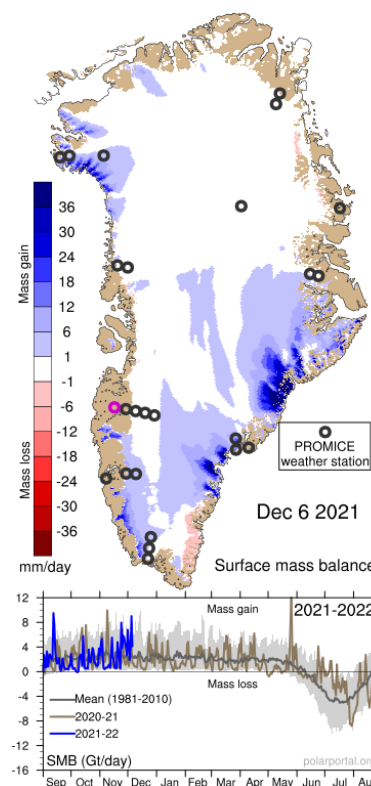 Mass gain
36
30
24
18
12
6
1
-1
-6
-12
-18
-24
-30
-36
Mass loss
mm/day
PROMICE
weather station
Dec 6 2021
Surface mass balance
12
8
4
0
-4
-8
-12
-16
Mass gain
2021-2022
Mass loss
Mean (1981-2010)
2020-21
2021-22
SMB (Gt/day)
polarportal.org
Sep Oct Nov Dec Jan Feb Mar Apr May Jun Jul Aug